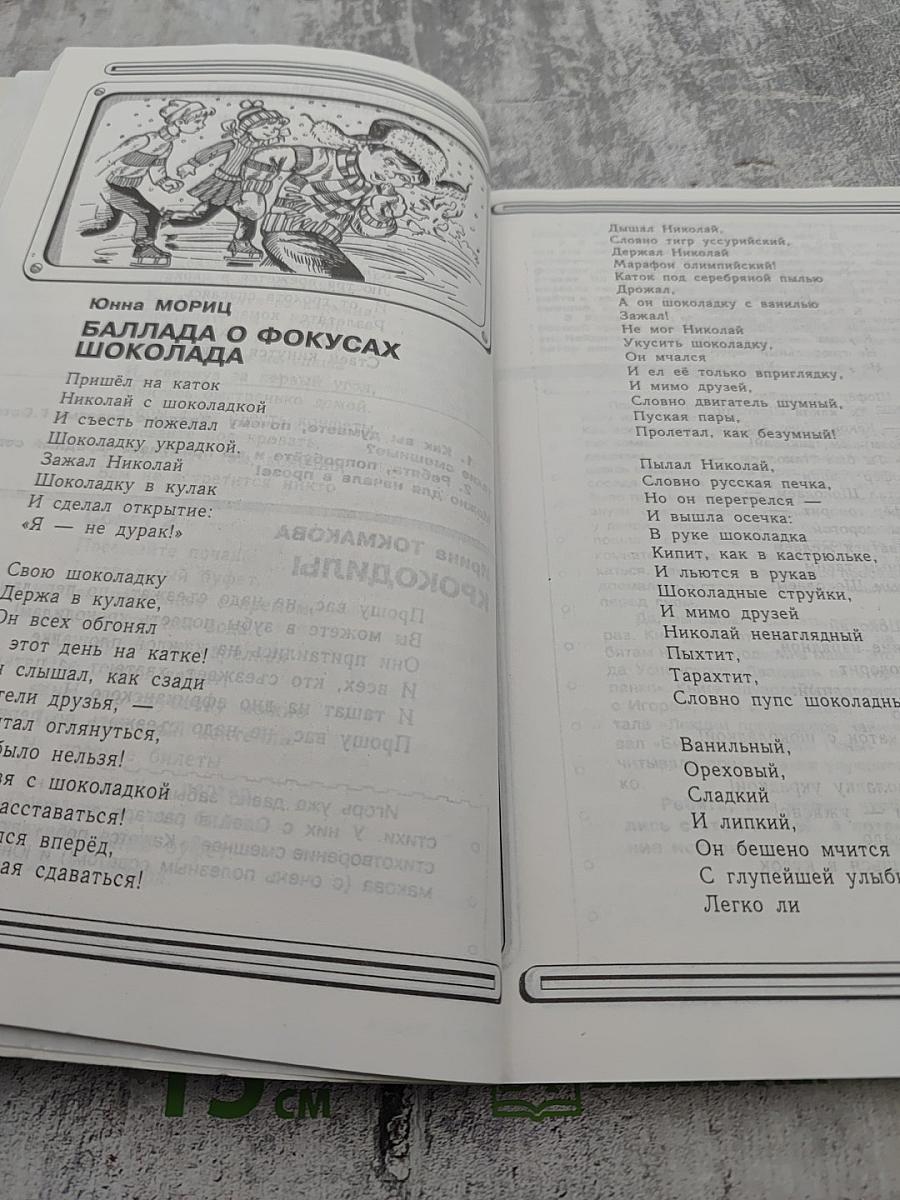 Юнна МОРИЦ
БАЛЛАДА О ФОКУСАХ
ШОКОЛАДА
Пришёл на каток
Николай с шоколадкой
И съесть пожелал
Шоколадку украдкой.
Зажал Николай
Шоколадку в кулак
И сделал открытие:
«Я — не дурак!»
Свою шоколадку
Держа в кулаке,
Он всех обгонял
этот день на катке!
слышал, как сзади
друзья, —
оглянуться,
было нельзя!
с шоколадкой
вперёд,
сдаваться!
Дышал Николай,
Словно тигр уссурийский,
Держал Николай
Марафон олимпийский!
Каток под серебряной пылью
Дрожал,
А он шоколадку с ванилью
Зажал!
Не мог Николай
Укусить шоколадку,
Он мчался
И ел её только вприглядку,
И мимо друзей,
Словно двигатель шумный,
Пуская пары,
Пролетал, как безумный!
Пылал Николай,
Словно русская печка,
Но он перегрелся —
И вышла осечка:
В руке шоколадка
Кипит, как в кастрюльке,
И льются в рукав
Шоколадные струйки,
И мимо друзей
Николай ненаглядный
Пыхтит,
Тарахтит,
Словно пупс шоколадны
Ванильный,
Ореховый,
Сладкий
И липкий,
Он бешено мчится
С глупейшей
Легко ли
15 см